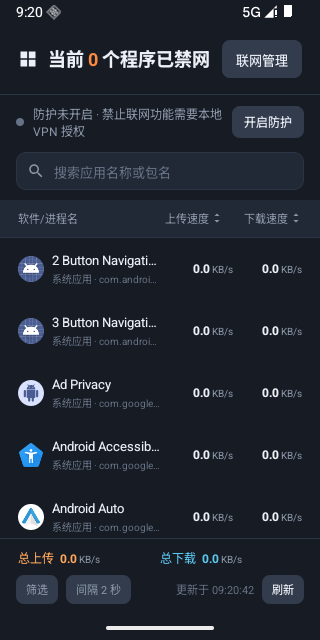 9:20 5G
当前 0 个程序已禁网 联网管理
防护未开启 · 禁止联网功能需要本地
VPN 授权
开启防护
搜索应用名称或包名
软件/进程名 上传速度 下载速度
2 Button Navigati... 0.0 KB/s 0.0 KB/s
系统应用 · com.androi...
3 Button Navigati... 0.0 KB/s 0.0 KB/s
系统应用 · com.androi...
Ad Privacy 0.0 KB/s 0.0 KB/s
系统应用 · com.google...
Android Accessib... 0.0 KB/s 0.0 KB/s
系统应用 · com.google...
Android Auto 0.0 KB/s 0.0 KB/s
系统应用 · com.google...
总上传 0.0 KB/s 总下载 0.0 KB/s
筛选 间隔 2 秒 更新于 09:20:42 刷新